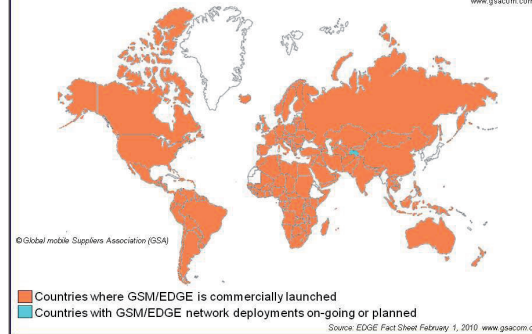 www.gsacom.com
©Global mobile Suppliers Association (GSA)
Countries where GSM/EDGE is commercially launched
Countries with GSM/EDGE network deployments on-going or planned
Source: EDGE Fact Sheet February 1, 2010 www.gsacom.c